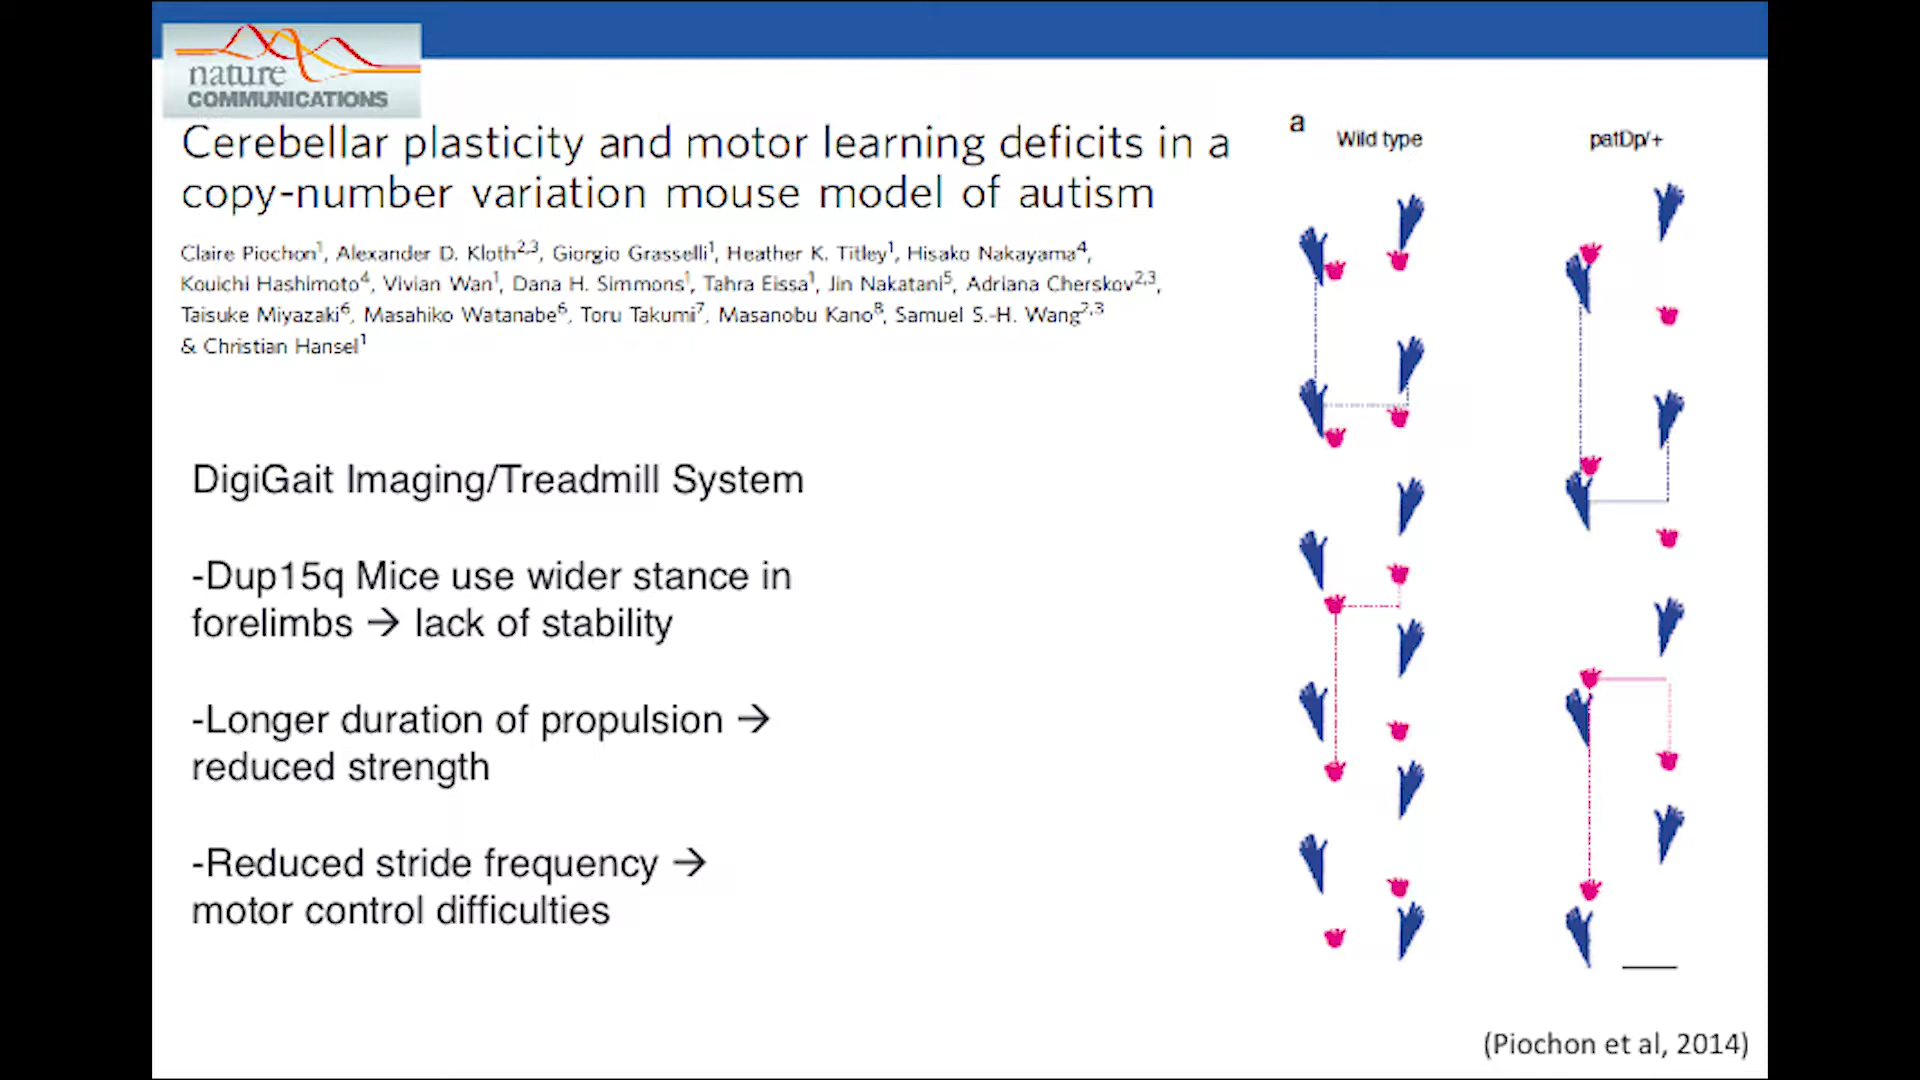 nature
COMMUNICATIONS
Cerebellar plasticity and motor learning deficits in a
copy-number variation mouse model of autism
Claire Piochon1, Alexander D. Kloth2,3, Giorgio Grasselli1, Heather K. Titley1, Hisako Nakayama4,
Kouichi Hashimoto4, Vivian Wan1, Dana H. Simmons1, Tahra Eissa1, Jin Nakatani5, Adriana Cherskov2,3,
Taisuke Miyazaki6, Masahiko Watanabe6, Toru Takumi7, Masanobu Kano8, Samuel S.-H. Wang2,3
& Christian Hansel1
DigiGait Imaging/Treadmill System
-Dup15q Mice use wider stance in
forelimbs → lack of stability
-Longer duration of propulsion →
reduced strength
-Reduced stride frequency →
motor control difficulties
a
Wild type
patDp/+
(Piochon et al, 2014)